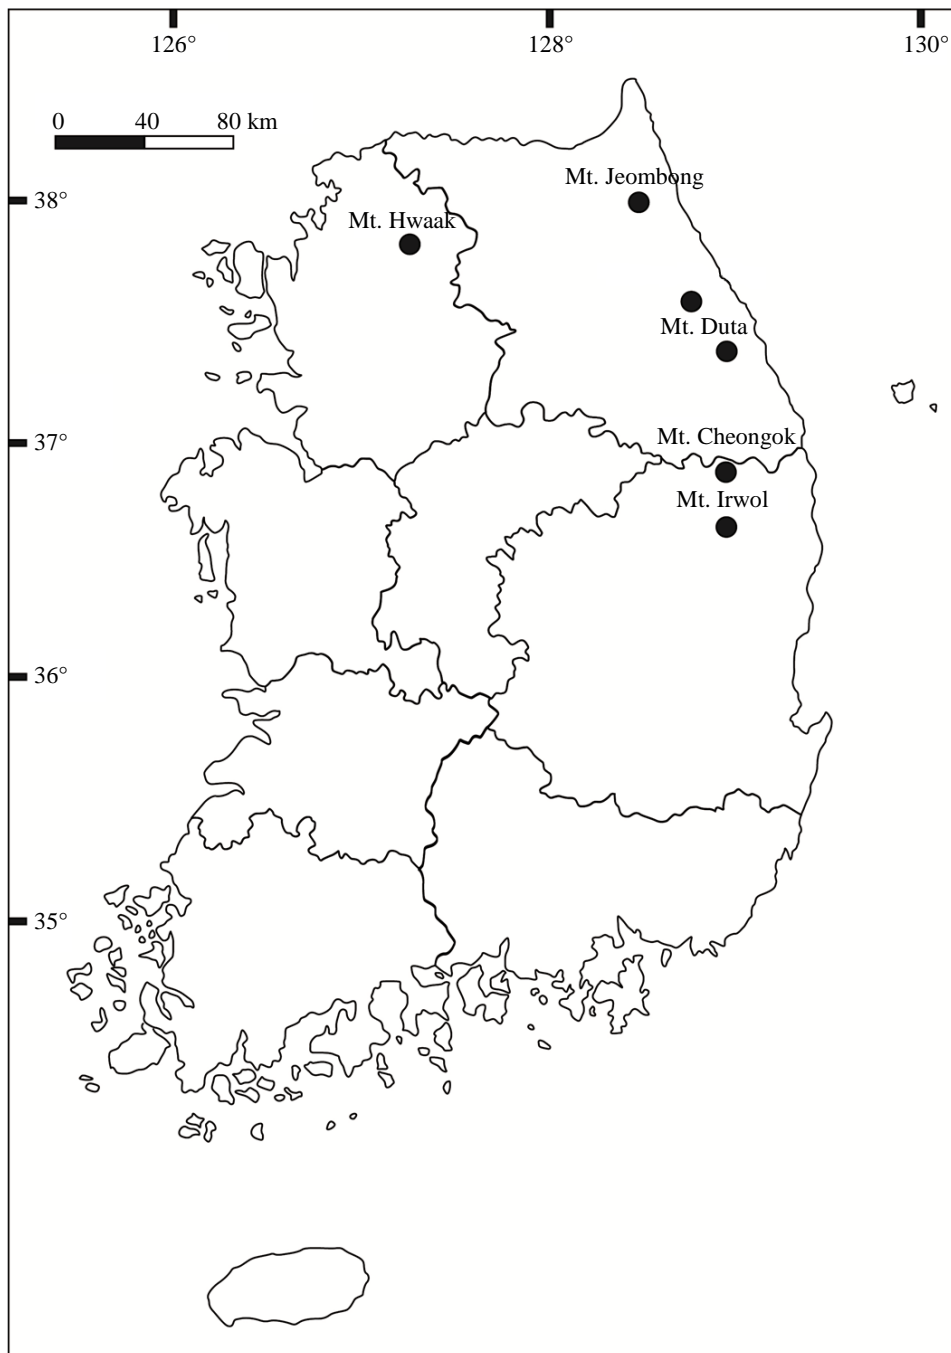 126° 128° 130°
0 40 80 km
Mt. Jeombong
38°
Mt. Hwaak
Mt. Duta
37°
Mt. Cheongok
Mt. Irwol
36°
35°